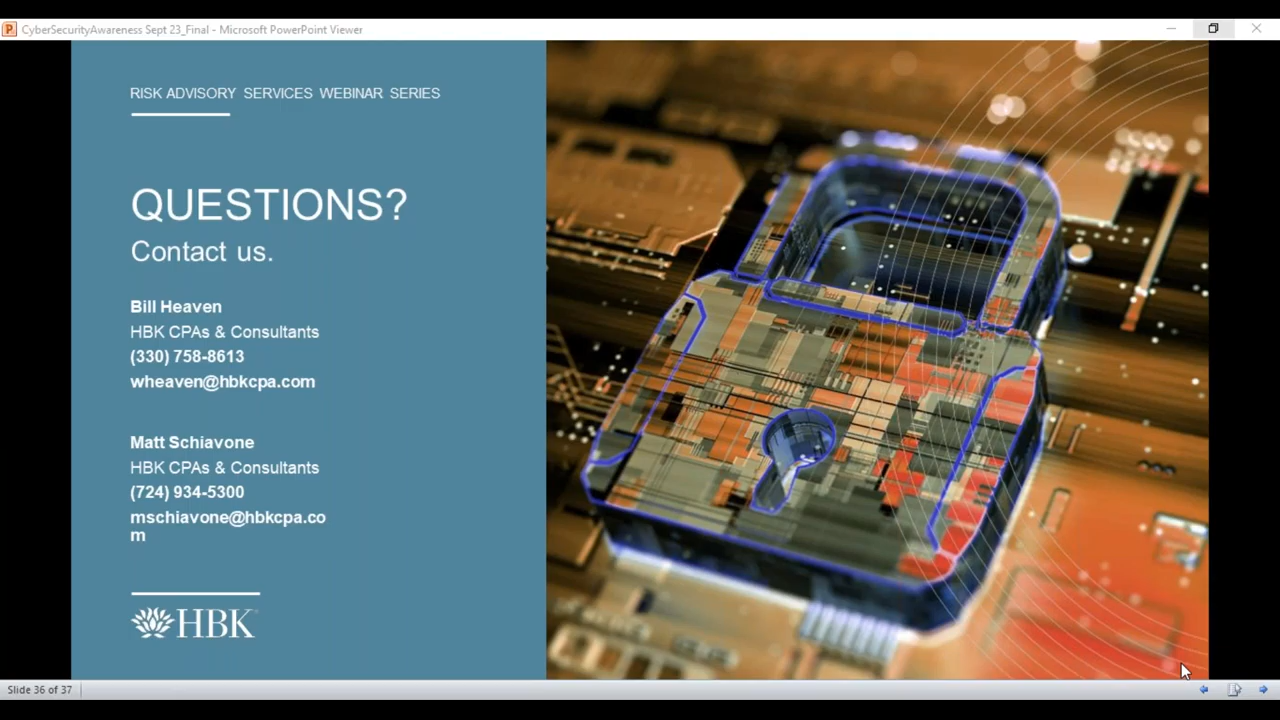 CyberSecurityAwareness Sept 23_Final - Microsoft PowerPoint Viewer
RISK ADVISORY SERVICES WEBINAR SERIES
QUESTIONS?
Contact us.
Bill Heaven
HBK CPAs & Consultants
(330) 758-8613
wheaven@hbkcpa.com
Matt Schiavone
HBK CPAs & Consultants
(724) 934-5300
mschiavone@hbkcpa.co
m
HBK
Slide 36 of 37